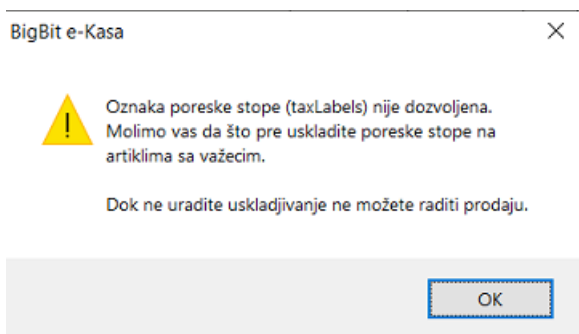 BigBit e-Kasa
Oznaka poreske stope (taxLabels) nije dozvoljena.
Molimo vas da što pre uskladite poreske stope na
artiklima sa važecim.
Dok ne uradite uskladjivanje ne možete raditi prodaju.
OK